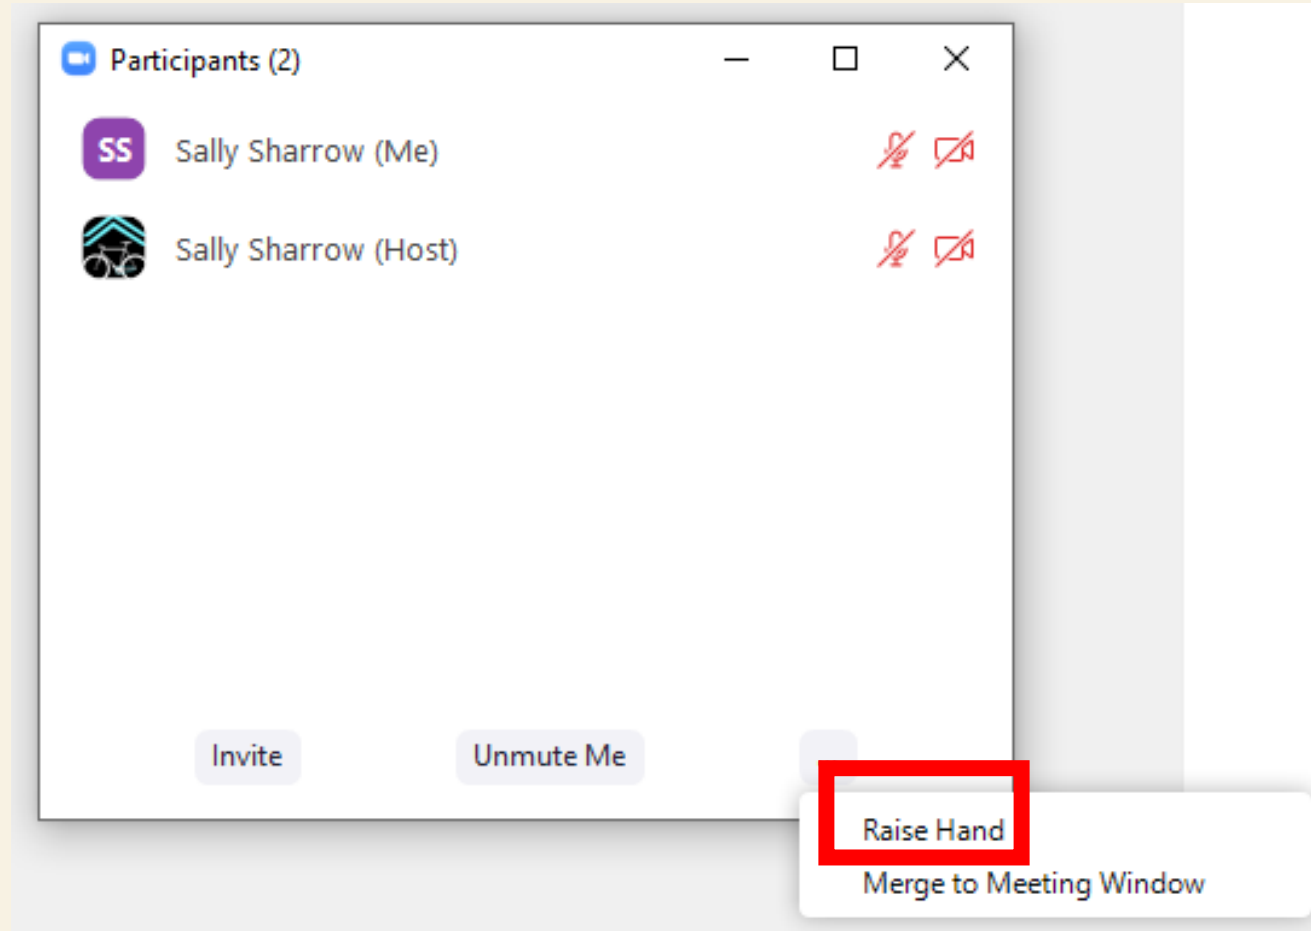 Participants (2)
SS Sally Sharrow (Me)
Sally Sharrow (Host)
Invite Unmute Me
Raise Hand
Merge to Meeting Window